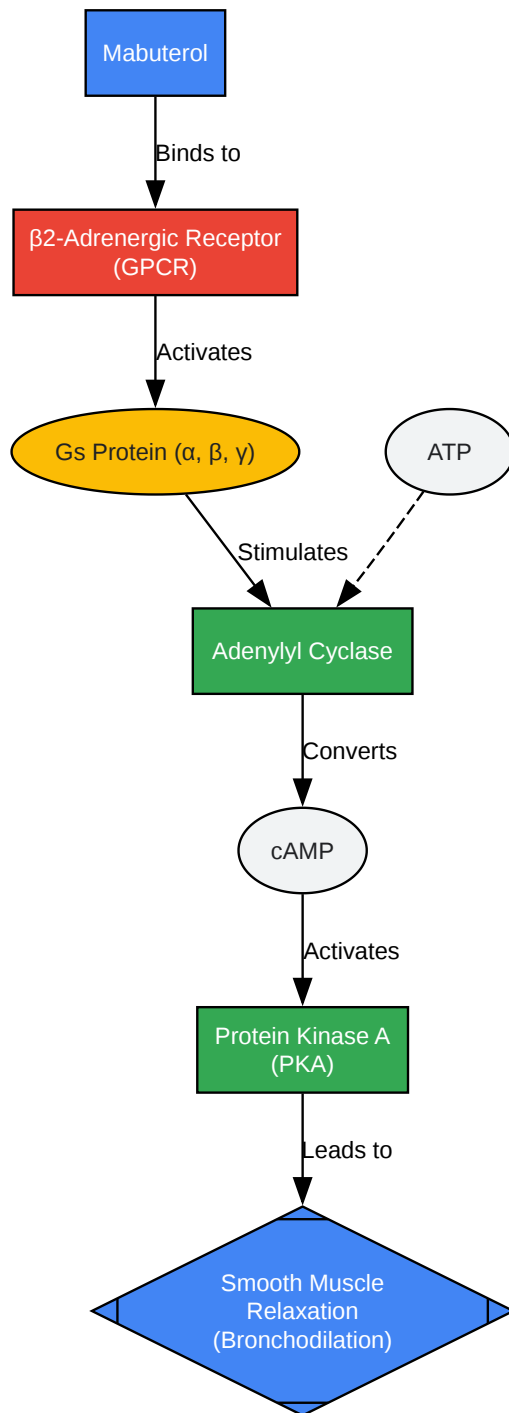 Mabuterol
Binds to
β2-Adrenergic Receptor
(GPCR)
Activates
Gs Protein (α, β, γ)
ATP
Stimulates
Adenylyl Cyclase
Converts
cAMP
Activates
Protein Kinase A
(PKA)
Leads to
Smooth Muscle
Relaxation
(Bronchodilation)